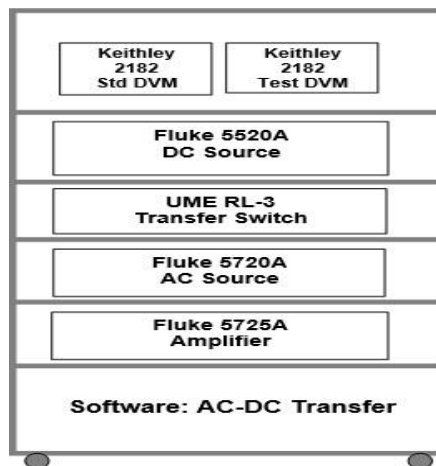 Keithley
2182
Std DVM
Keithley
2182
Test DVM
Fluke 5520A
DC Source
UME RL-3
Transfer Switch
Fluke 5720A
AC Source
Fluke 5725A
Amplifier
Software: AC-DC Transfer